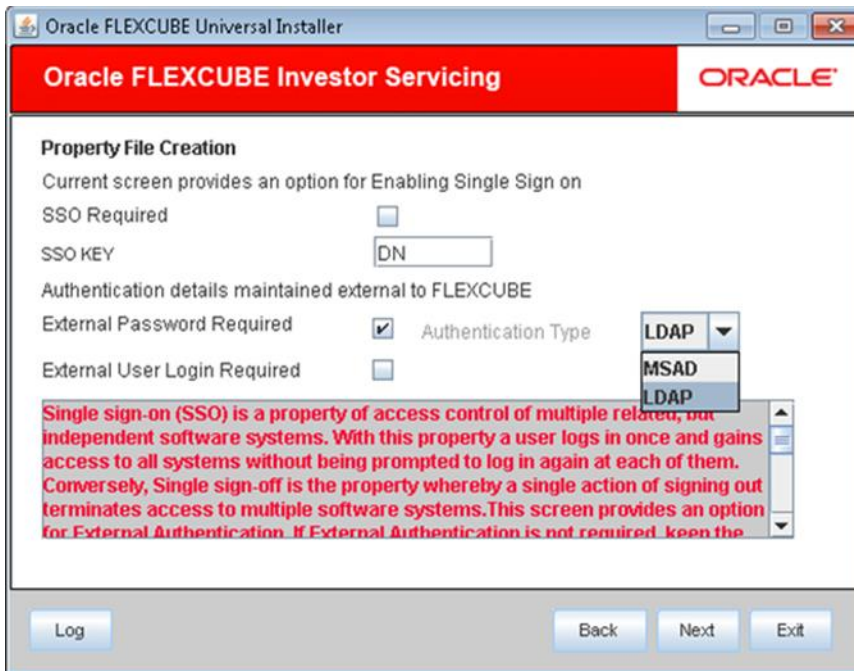 Oracle FLEXCUBE Universal Installer
Oracle FLEXCUBE Investor Servicing
ORACLE
Property File Creation
Current screen provides an option for Enabling Single Sign on
SSO Required
SSO KEY DN
Authentication details maintained external to FLEXCUBE
External Password Required Authentication Type LDAP
MSAD
External User Login Required
LDAP
Single sign-on (SSO) is a property of access control of multiple related, but
independent software systems. With this property a user logs in once and gains
access to all systems without being prompted to log in again at each of them.
Conversely, Single sign-off is the property whereby a single action of signing out
terminates access to multiple software systems.This screen provides an option
for External Authentication. If External Authentication is not required, keep the
Log Back Next Exit